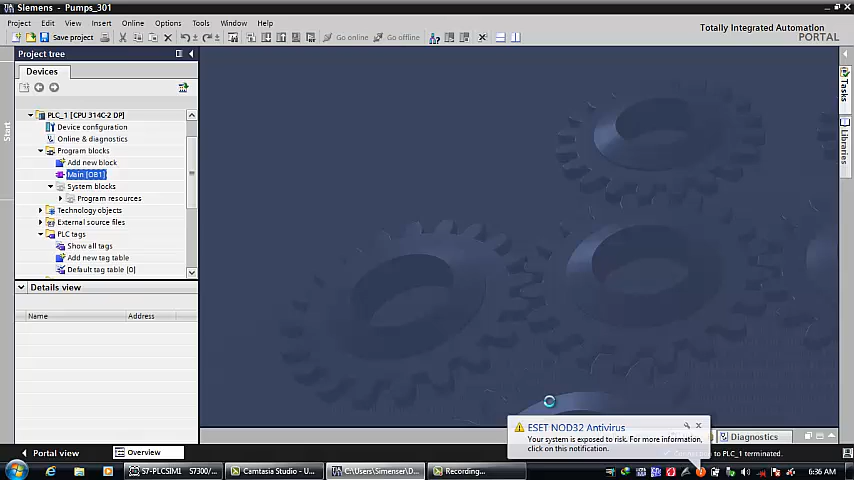 Siemens - Pumps_301
Project Edit View Insert Online Options Tools Window Help
Totally Integrated Automation
PORTAL
Save project
Go online
Go offline
Project tree
Devices
PLC_1 [CPU 314C-2 DP]
Device configuration
Online & diagnostics
Program blocks
Add new block
Main [OB1]
System blocks
Program resources
Technology objects
External source files
PLC tags
Show all tags
Add new tag table
Default tag table [0]
Details view
Name Address
Start
Tasks
Libraries
ESET NOD32 Antivirus
Your system is exposed to risk. For more information,
click on this notification.
Diagnostics
Portal view
Overview
to PLC_1 terminated.
S7-PLCSIM1 S7300/...
Camtasia Studio - U...
C:\Users\Simenser\D...
Recording...
6:36 AM